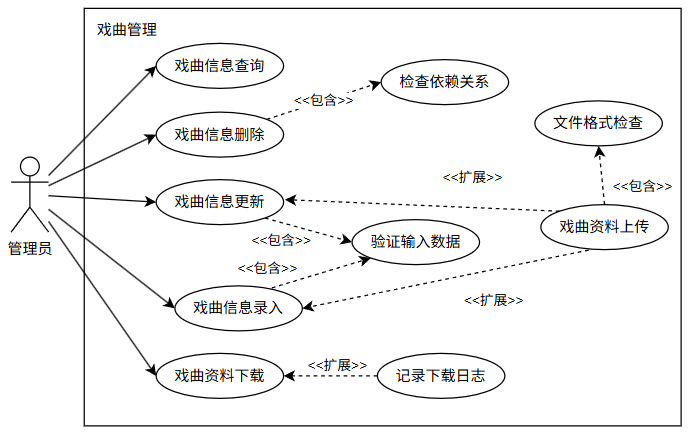 戏曲管理
戏曲信息查询
检查依赖关系
<<包含>>
戏曲信息删除
文件格式检查
<<扩展>>
<<包含>>
戏曲信息更新
戏曲资料上传
管理员
<<包含>>
验证输入数据
<<包含>>
戏曲信息录入
<<扩展>>
<<扩展>>
戏曲资料下载
记录下载日志